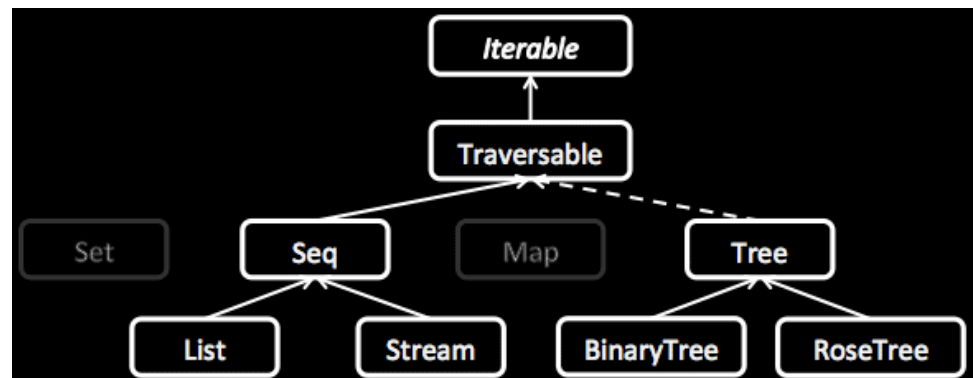 Iterable
Traversable
Set
Seq
Map
Tree
List
Stream
BinaryTree
RoseTree